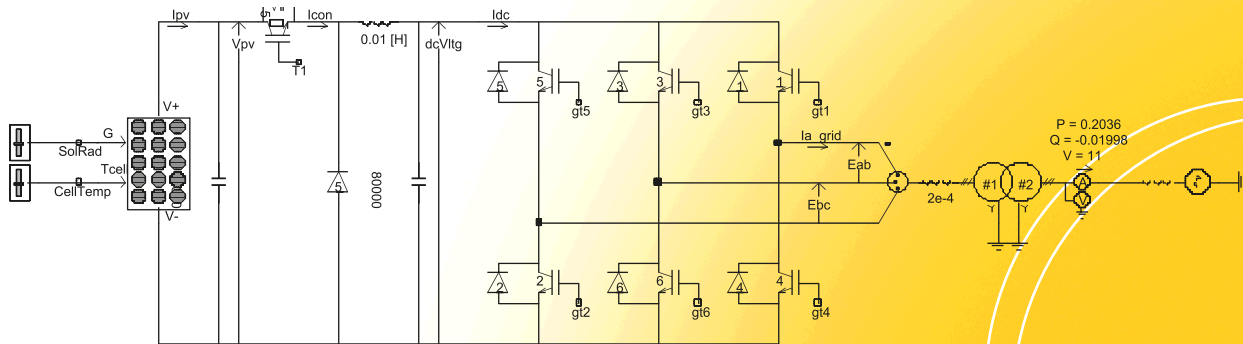 Ipv
Icon
Idc
Vpv
T1
0.01 [H]
dcVltg
5
3
1
5
3
1
gt5
gt3
gt1
Ia_grid
Eab
Ebc
P = 0.2036
Q = -0.01998
V = 11
V+
G
SolRad
Tcell
CellTemp
V-
5
80000
#1
#2
A
V
2e-4
Y
Y
2
6
4
2
6
4
gt2
gt6
gt4